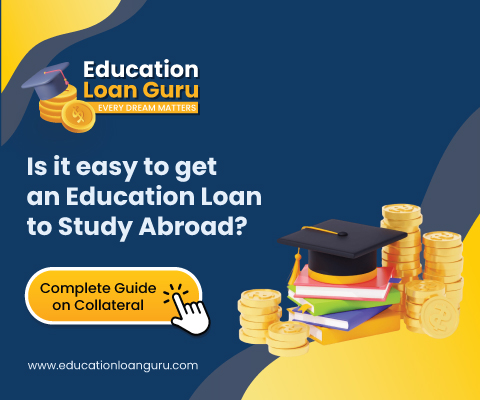 Education
Loan Guru
EVERY DREAM MATTERS
Is it easy to get
an Education Loan
to Study Abroad?
Complete Guide
on Collateral
www.educationloanguru.com